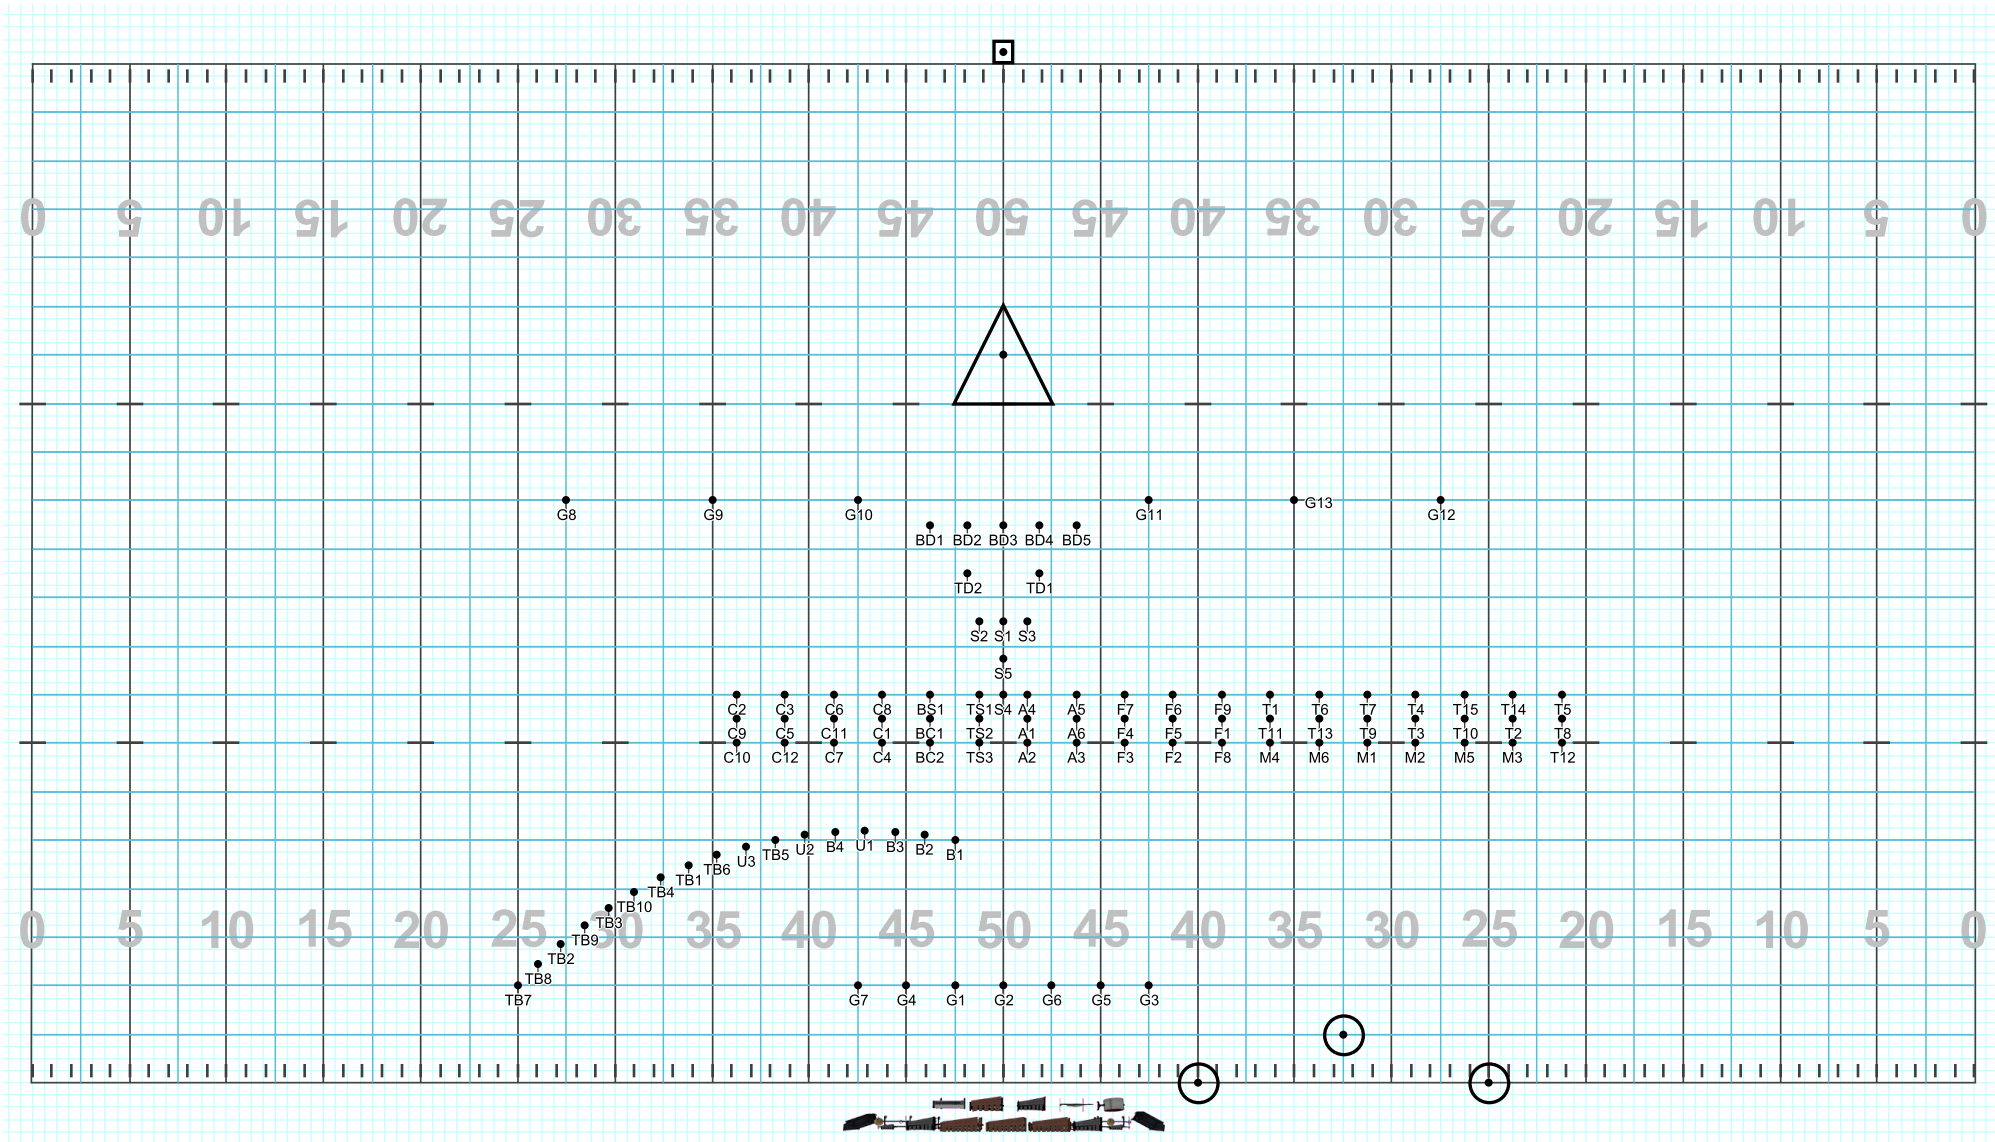 0 5 10 15 20 25 30 35 40 45 50 45 40 35 30 25 20 15 10 5 0
G8 G9 G10 G11 G13 G12
BD1 BD2 BD3 BD4 BD5
TD2 TD1
S2 S1 S3
S5
C2 C3 C6 C8 BS1 TS1 S4 A4 A5 F7 F6 F9 T1 T6 T7 T4 T15 T14 T5
C9 C5 C11 C1 BC1 TS2 A1 A6 F4 F5 F1 T11 T13 T9 T3 T10 T2 T8
C10 C12 C7 C4 BC2 TS3 A2 A3 F3 F2 F8 M4 M6 M1 M2 M5 M3 T12
TB7 TB8 TB2 TB9 TB3 TB10 TB4 TB1 TB6 U3 TB5 U2 B4 U1 B3 B2 B1
0 5 10 15 20 25 30 35 40 45 50 45 40 35 30 25 20 15 10 5 0
G7 G4 G1 G2 G6 G5 G3